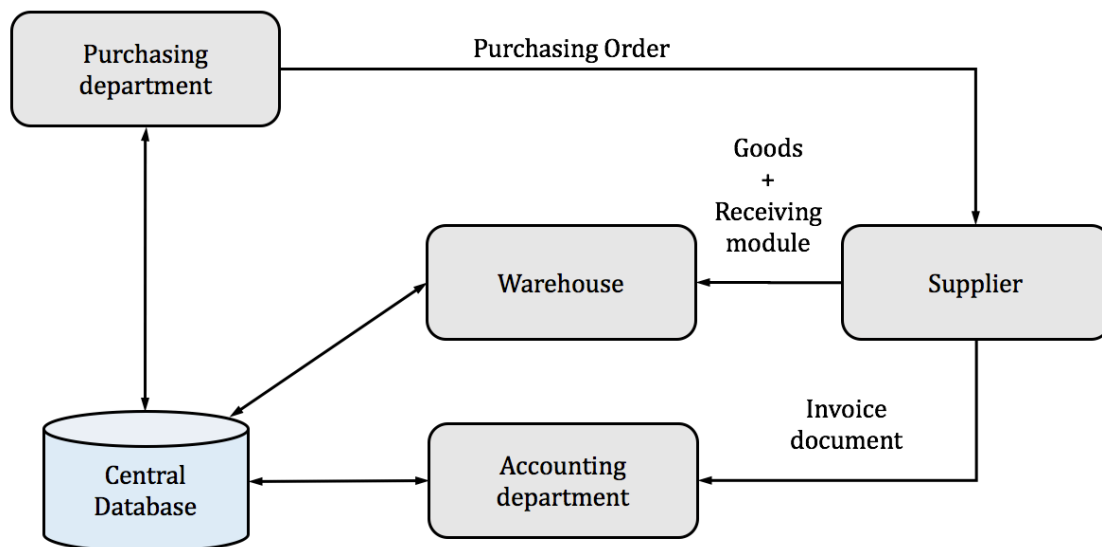 Purchasing
department
Purchasing Order
Goods
+
Receiving
module
Warehouse
Supplier
Invoice
document
Accounting
department
Central
Database